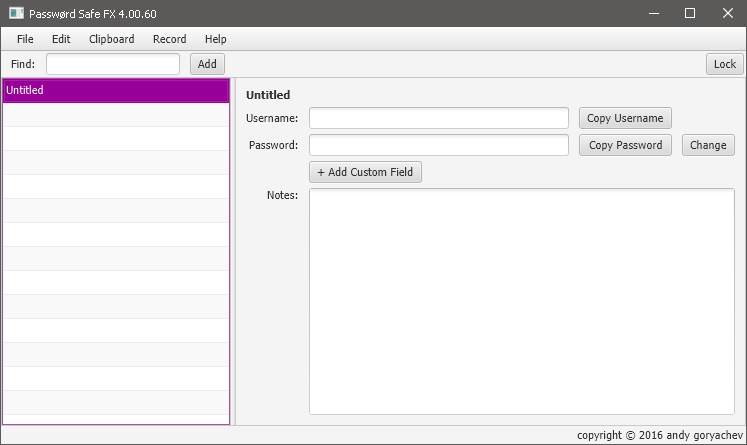 Passwørd Safe FX 4.00.60
File Edit Clipboard Record Help
Find: Add Lock
Untitled
Untitled
Username: Copy Username
Password: Copy Password Change
+ Add Custom Field
Notes:
copyright © 2016 andy goryachev